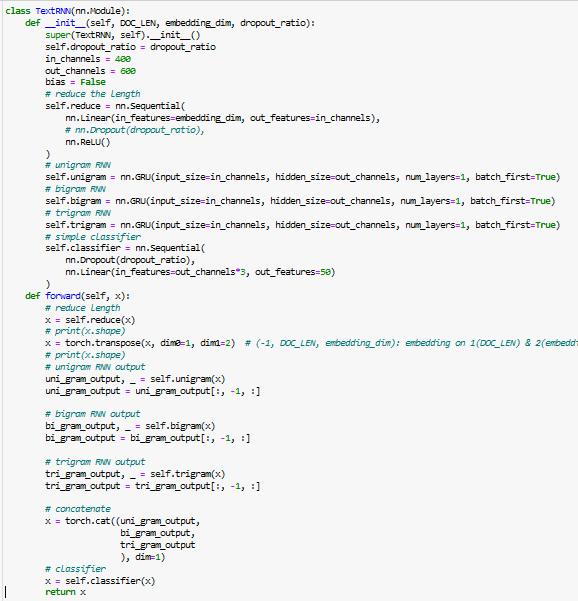 class TextRNN(nn.Module):
    def __init__(self, DOC_LEN, embedding_dim, dropout_ratio):
        super(TextRNN, self).__init__()
        self.dropout_ratio = dropout_ratio
        in_channels = 400
        out_channels = 600
        bias = False
        # reduce the length
        self.reduce = nn.Sequential(
            nn.Linear(in_features=embedding_dim, out_features=in_channels),
            # nn.Dropout(dropout_ratio),
            nn.ReLU()
        )
        # unigram RNN
        self.unigram = nn.GRU(input_size=in_channels, hidden_size=out_channels, num_layers=1, batch_first=True)
        # bigram RNN
        self.bigram = nn.GRU(input_size=in_channels, hidden_size=out_channels, num_layers=1, batch_first=True)
        # trigram RNN
        self.trigram = nn.GRU(input_size=in_channels, hidden_size=out_channels, num_layers=1, batch_first=True)
        # simple classifier
        self.classifier = nn.Sequential(
            nn.Dropout(dropout_ratio),
            nn.Linear(in_features=out_channels*3, out_features=50)
        )
    def forward(self, x):
        # reduce length
        x = self.reduce(x)
        # print(x.shape)
        x = torch.transpose(x, dim0=1, dim1=2)  # (-1, DOC_LEN, embedding_dim): embedding on 1(DOC_LEN) & 2(embedd
        # print(x.shape)
        # unigram RNN output
        uni_gram_output, _ = self.unigram(x)
        uni_gram_output = uni_gram_output[:, -1, :]

        # bigram RNN output
        bi_gram_output, _ = self.bigram(x)
        bi_gram_output = bi_gram_output[:, -1, :]

        # trigram RNN output
        tri_gram_output, _ = self.trigram(x)
        tri_gram_output = tri_gram_output[:, -1, :]

        # concatenate
        x = torch.cat((uni_gram_output,
                       bi_gram_output,
                       tri_gram_output
                       ), dim=1)
        # classifier
        x = self.classifier(x)
        return x